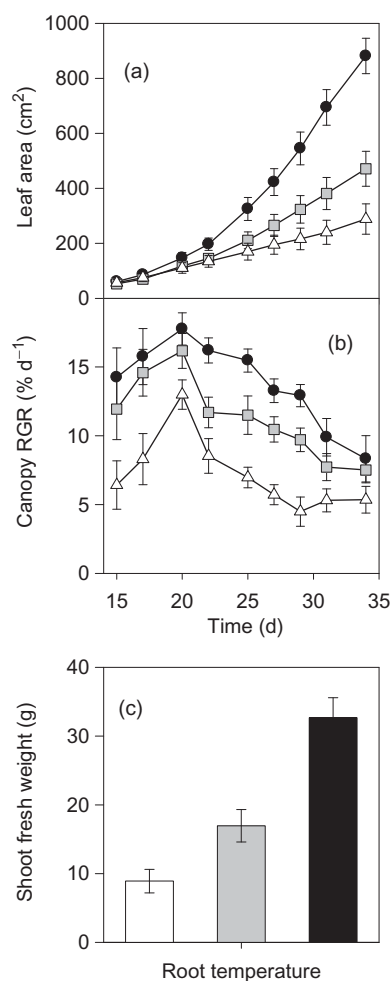 1000
(a)
800
Leaf area (cm²)
600
400
200
0
(b)
15
Canopy RGR (% d⁻¹)
10
5
0
15 20 25 30 35
Time (d)
40
(c)
30
Shoot fresh weight (g)
20
10
0
Root temperature